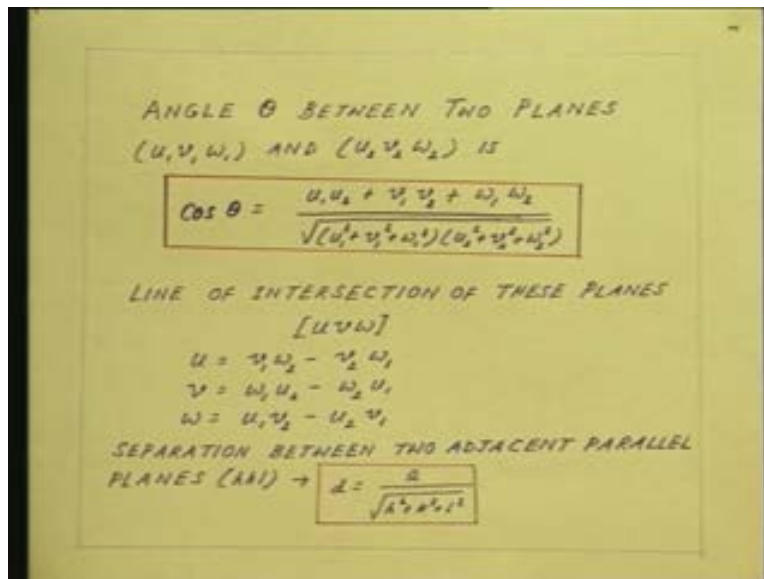 ANGLE θ BETWEEN TWO PLANES
(u₁v₁w₁) AND (u₂v₂w₂) IS
cos θ = u₁u₂ + v₁v₂ + w₁w₂ / √(u₁²+v₁²+w₁²)(u₂²+v₂²+w₂²)
LINE OF INTERSECTION OF THESE PLANES
[uvw]
u = v₁w₂ - v₂w₁
v = w₁u₂ - w₂u₁
w = u₁v₂ - u₂v₁
SEPARATION BETWEEN TWO ADJACENT PARALLEL
PLANES (hkl) → d = a / √h²+k²+l²